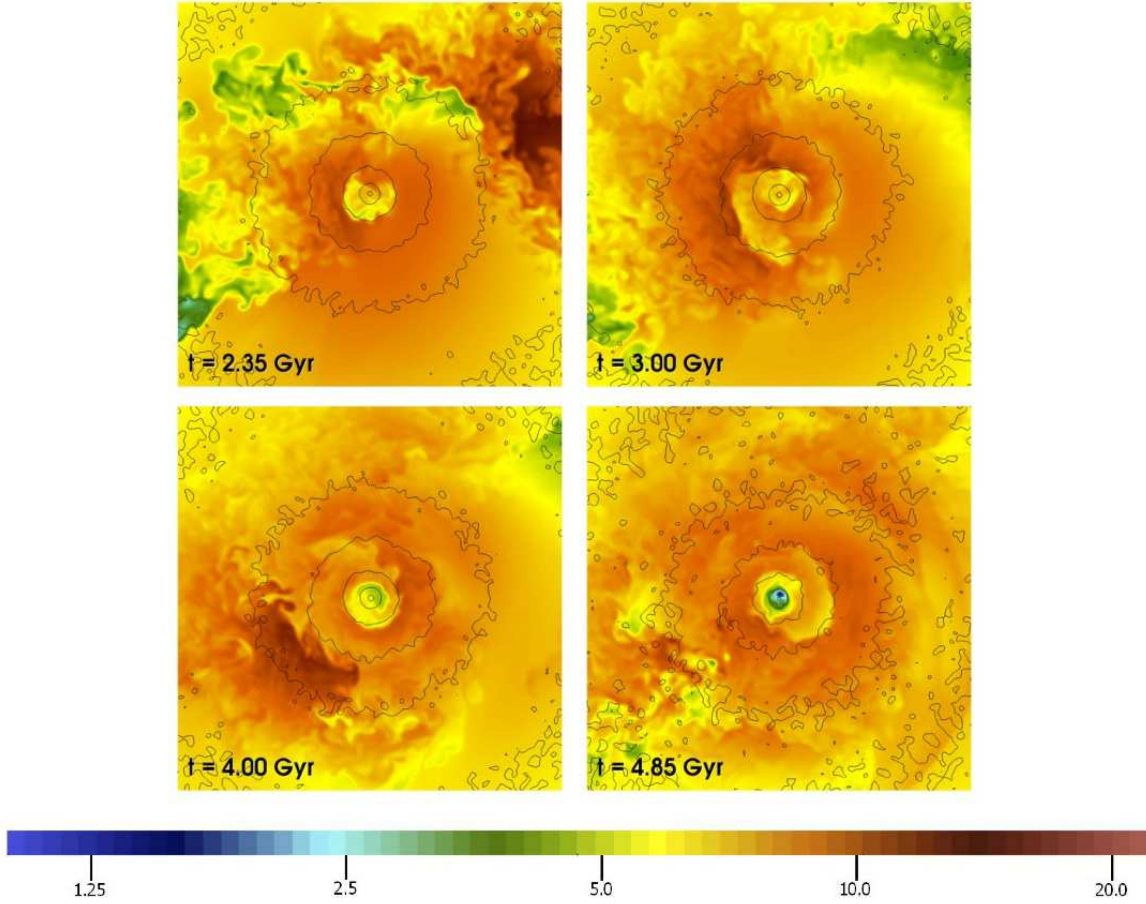 t = 2.35 Gyr
t = 3.00 Gyr
t = 4.00 Gyr
t = 4.85 Gyr
1.25 2.5 5.0 10.0 20.0